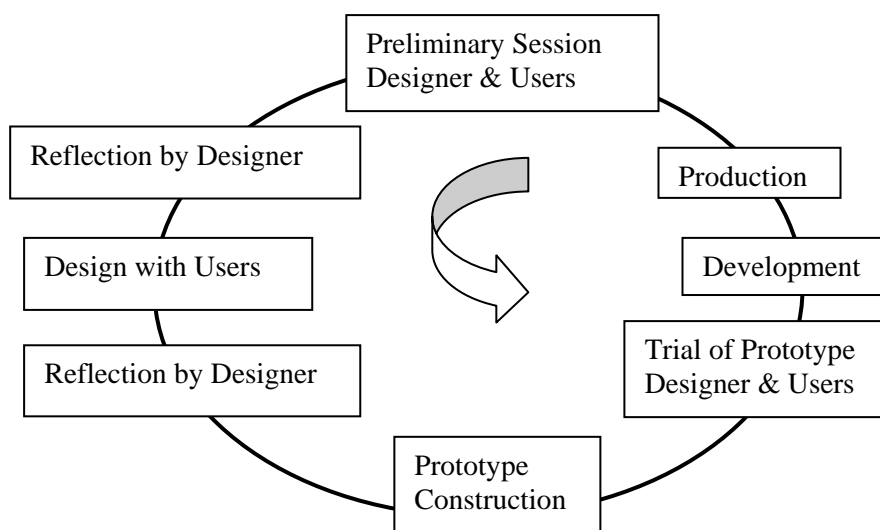 Preliminary Session
Designer & Users
Reflection by Designer
Production
Design with Users
Development
Reflection by Designer
Trial of Prototype
Designer & Users
Prototype
Construction